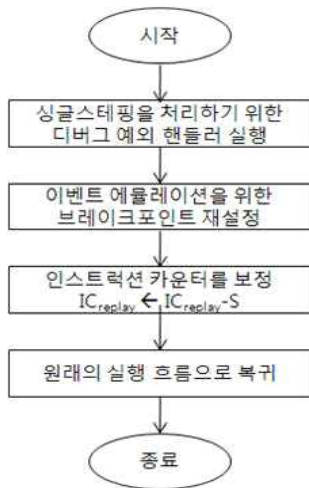 시작
싱글스테핑을 처리하기 위한
디버그 예외 핸들러 실행
이벤트 에뮬레이션을 위한
브레이크포인트 재설정
인스트럭션 카운터를 보정
ICreplay ← ICreplay-S
원래의 실행 흐름으로 복귀
종료